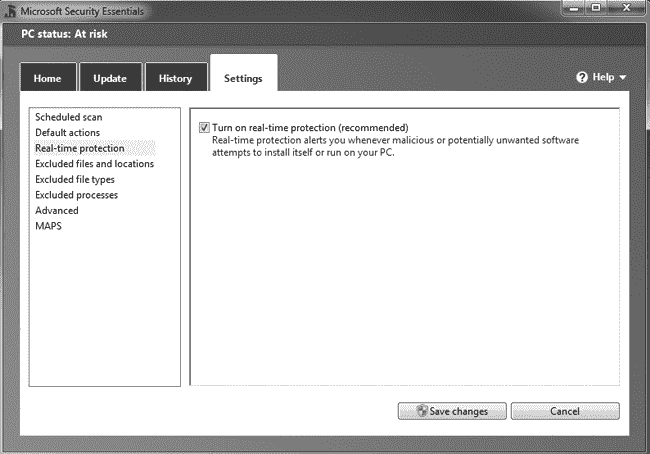 Microsoft Security Essentials
PC status: At risk
Home
Update
History
Settings
Help
Scheduled scan
Default actions
Real-time protection
Excluded files and locations
Excluded file types
Excluded processes
Advanced
MAPS
Turn on real-time protection (recommended)
Real-time protection alerts you whenever malicious or potentially unwanted software
attempts to install itself or run on your PC.
Save changes
Cancel